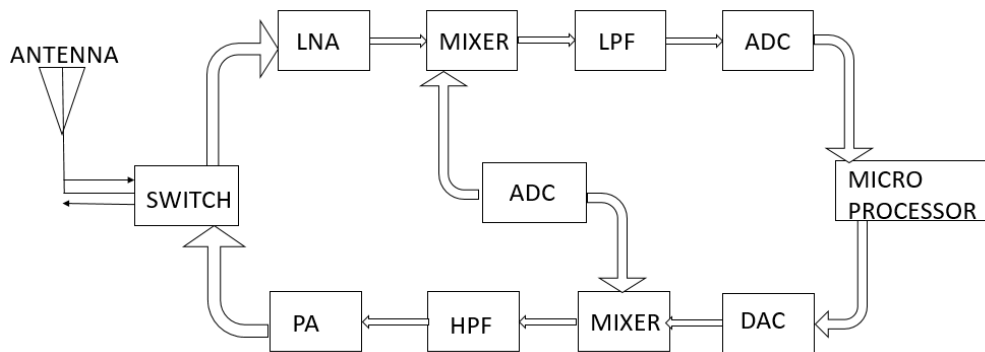 LNA
MIXER
LPF
ADC
ANTENNA
SWITCH
ADC
MICRO
PROCESSOR
PA
HPF
MIXER
DAC